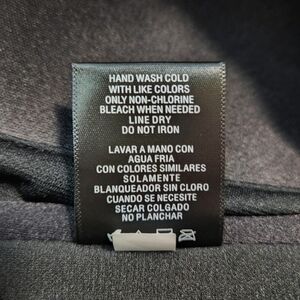 HAND WASH COLD
WITH LIKE COLORS
ONLY NON-CHLORINE
BLEACH WHEN NEEDED
LINE DRY
DO NOT IRON
LAVAR A MANO CON
AGUA FRIA
CON COLORES SIMILARES
SOLAMENTE
BLANQUEADOR SIN CLORO
CUANDO SE NECESITE
SECAR COLGADO
NO PLANCHAR